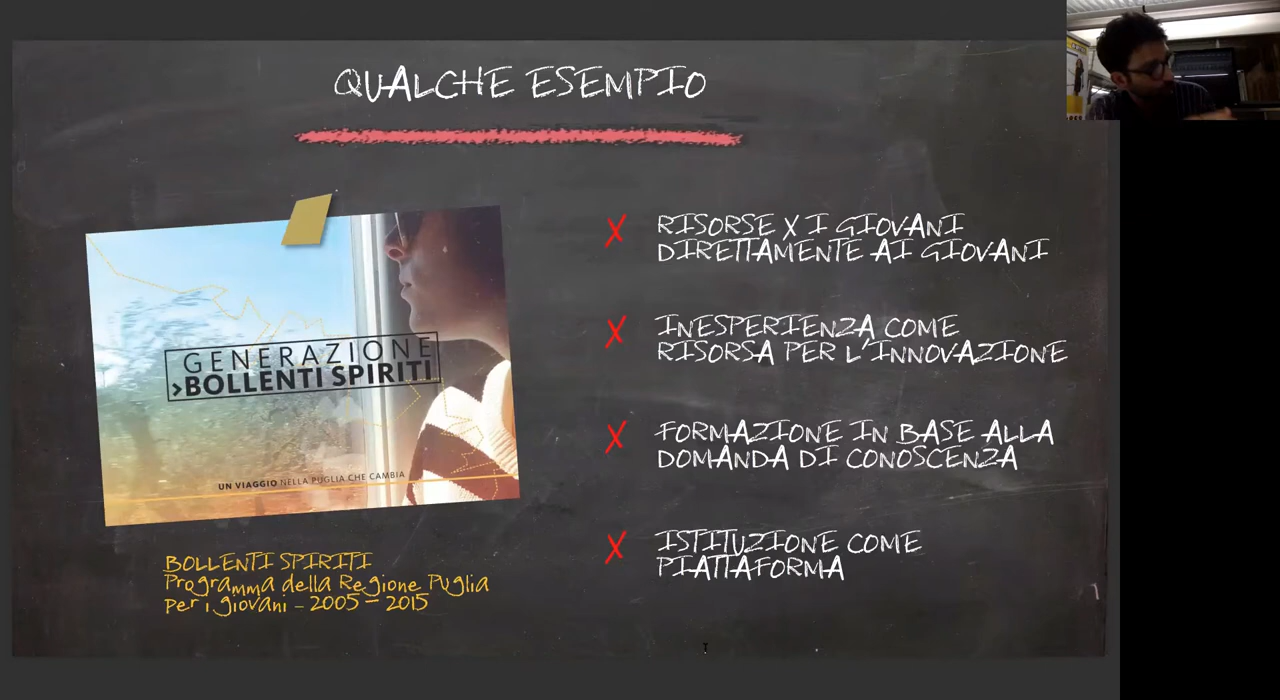 QUALCHE ESEMPIO
GENERAZIONE
>BOLLENTI SPIRITI
UN VIAGGIO NELLA PUGLIA CHE CAMBIA
BOLLENTI SPIRITI
Programma della Regione Puglia
Per i giovani – 2005 – 2015
X RISORSE X I GIOVANI
DIRETTAMENTE AI GIOVANI
X INESPERIENZA COME
RISORSA PER L'INNOVAZIONE
X FORMAZIONE IN BASE ALLA
DOMANDA DI CONOSCENZA
X ISTITUZIONE COME
PIATTAFORMA